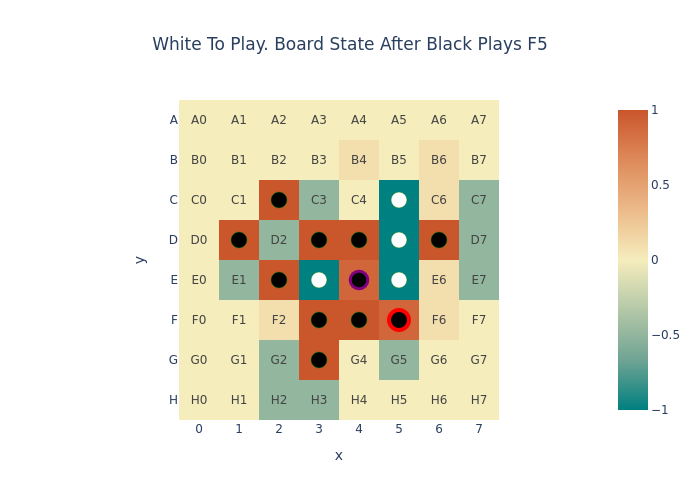 White To Play. Board State After Black Plays F5
A A0 A1 A2 A3 A4 A5 A6 A7 1
B B0 B1 B2 B3 B4 B5 B6 B7
C C0 C1 C3 C4 C6 C7 0.5
D D0 D2 D7
y 0
E E0 E1 E6 E7
F F0 F1 F2 F6 F7 −0.5
G G0 G1 G2 G4 G5 G6 G7
H H0 H1 H2 H3 H4 H5 H6 H7 −1
0 1 2 3 4 5 6 7
x